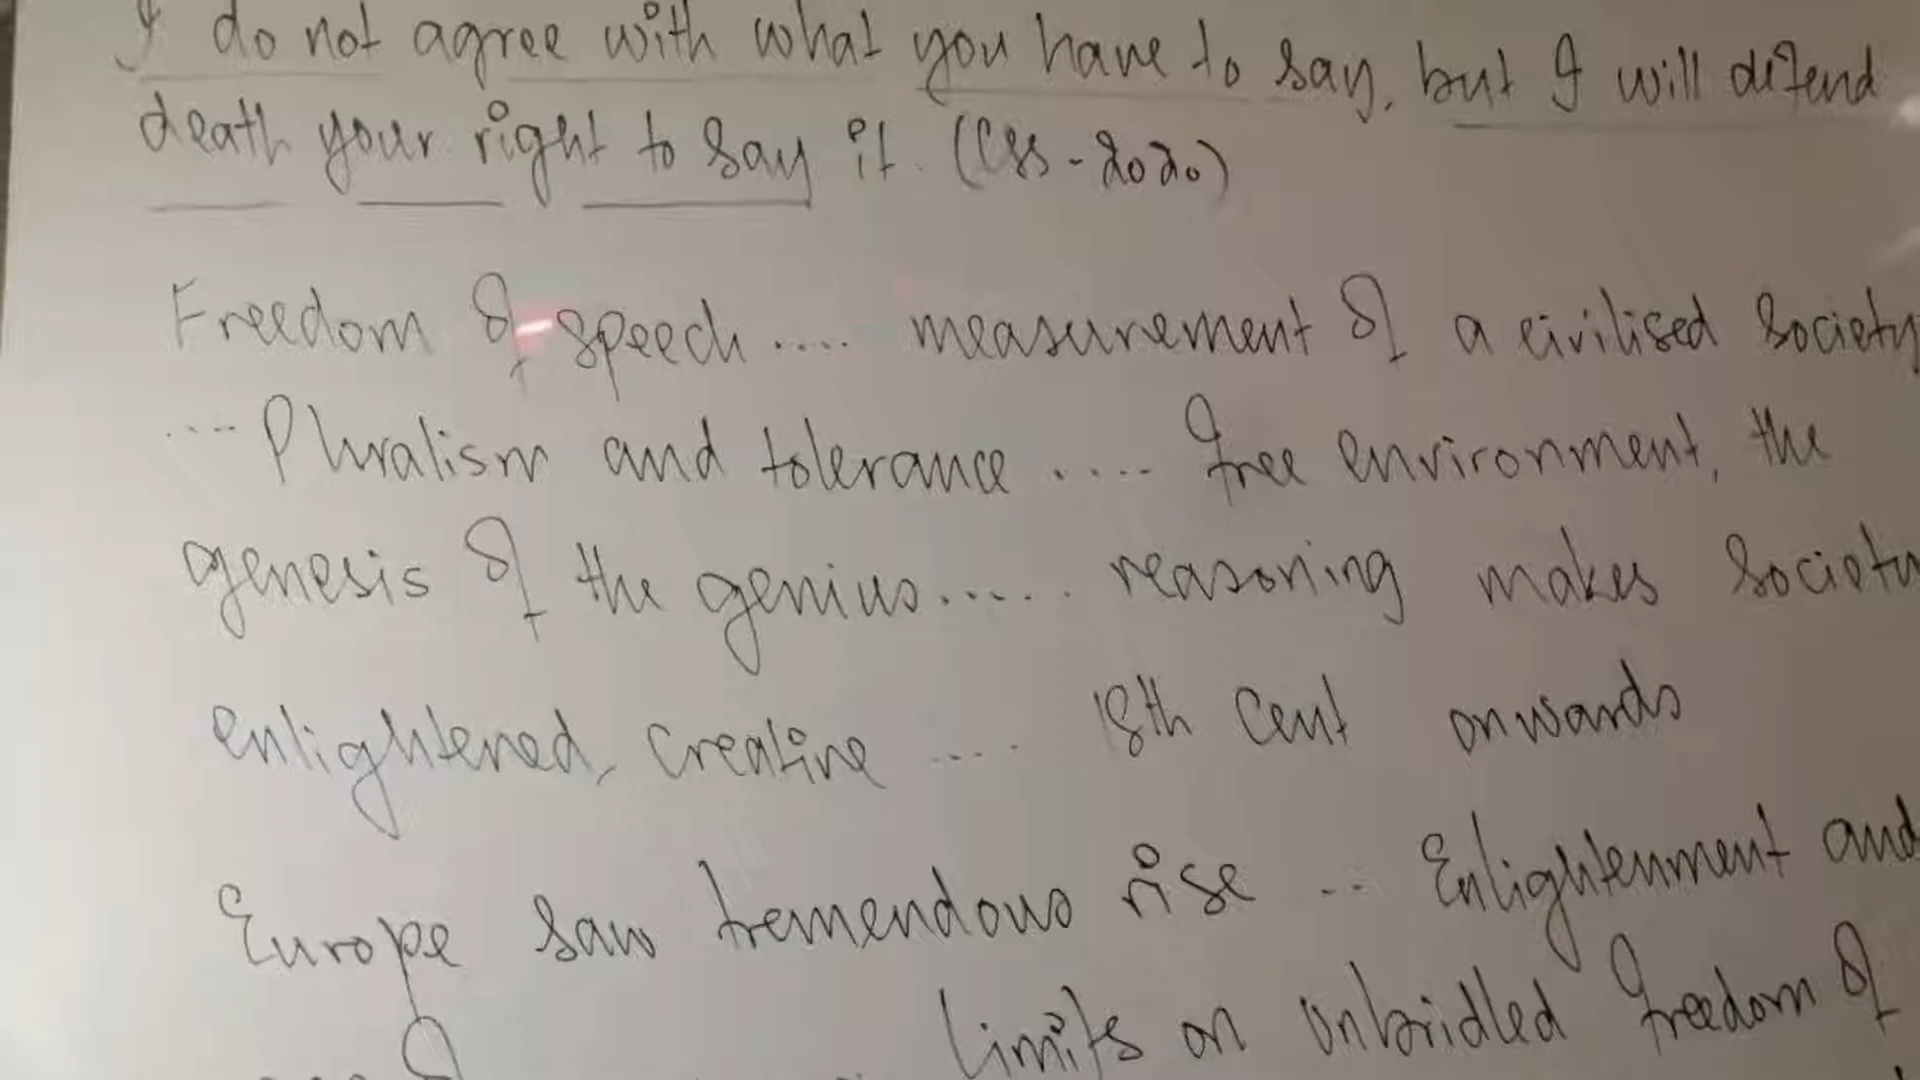 I do not agree with what you have to say, but I will defend
death your right to say it. (CSS-2020)
Freedom of speech.... measurement of a civilised society
... Pluralism and tolerance .... free environment, the
genesis of the genius..... reasoning makes society
enlightened, creative .... 18th Cent onwards
Europe saw tremendous rise ... Enlightenment and
limits on unbridled freedom of